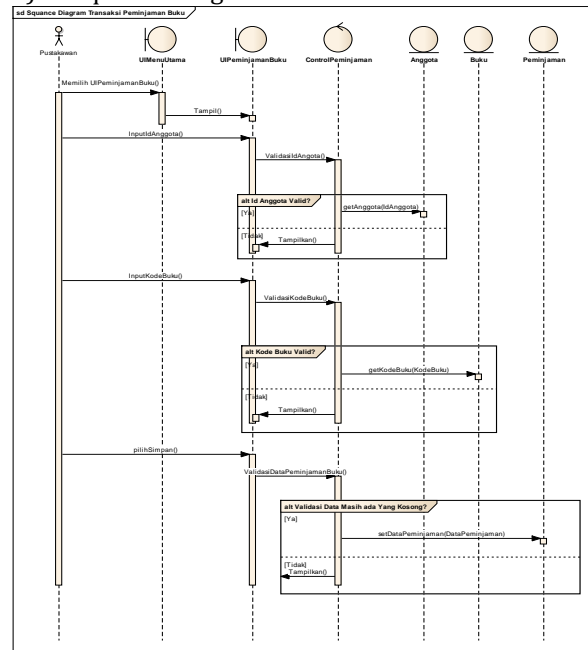 sd Squance Diagram Transaksi Peminjaman Buku
Pustakawan
UIMenuUtama
UIPeminjamanBuku
ControlPeminjaman
Anggota
Buku
Peminjaman
Memilih UIPeminjamanBuku()
Tampil()
InputIdAnggota()
ValidasiIdAngota()
alt Id Anggota Valid?
getAnggota(IdAnggota)
[Ya]
[Tidak]
Tampilkan()
InputKodeBuku()
ValidasiKodeBuku()
alt Kode Buku Valid?
[Ya]
getKodeBuku(KodeBuku)
[Tidak]
Tampilkan()
pilihSimpan()
ValidasiDataPeminjamanBuku()
alt Validasi Data Masih ada Yang Kosong?
[Ya]
setDataPeminjaman(DataPeminjaman)
[Tidak]
Tampilkan()